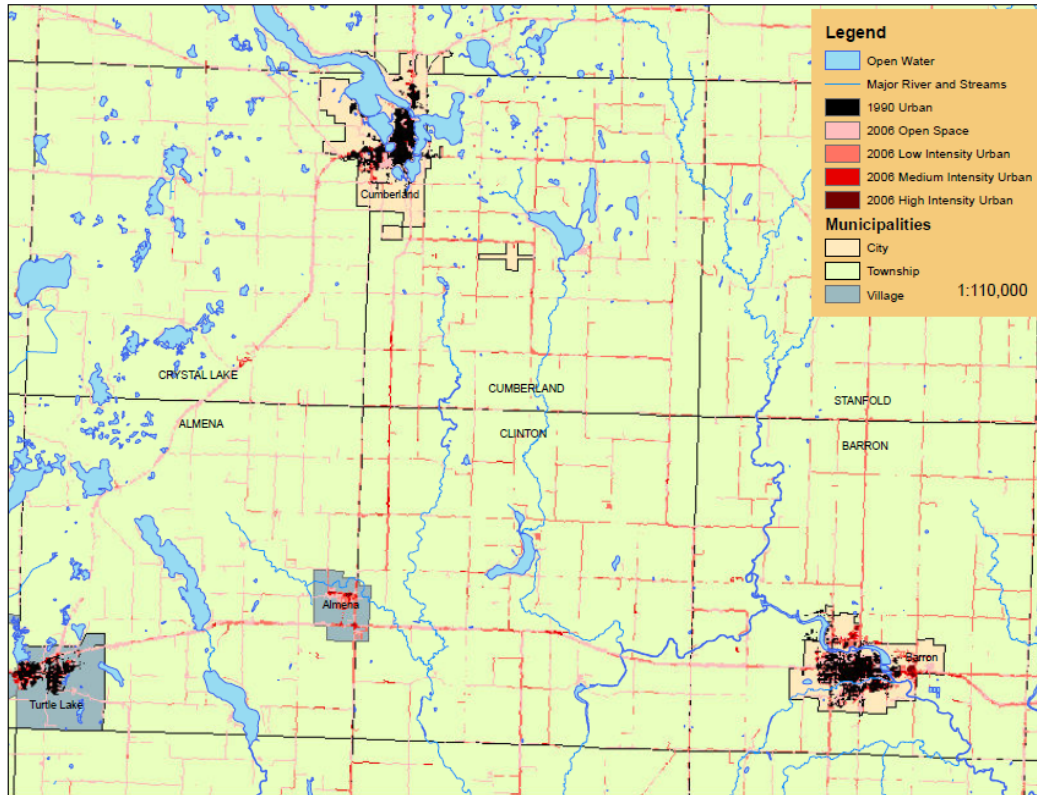 Legend
Open Water
Major River and Streams
1990 Urban
2006 Open Space
2006 Low Intensity Urban
2006 Medium Intensity Urban
2006 High Intensity Urban
Municipalities
City
Township
Village
1:110,000
Cumberland
CRYSTAL LAKE
CUMBERLAND
STANFOLD
ALMENA
CLINTON
BARRON
Almena
Barron
Turtle Lake